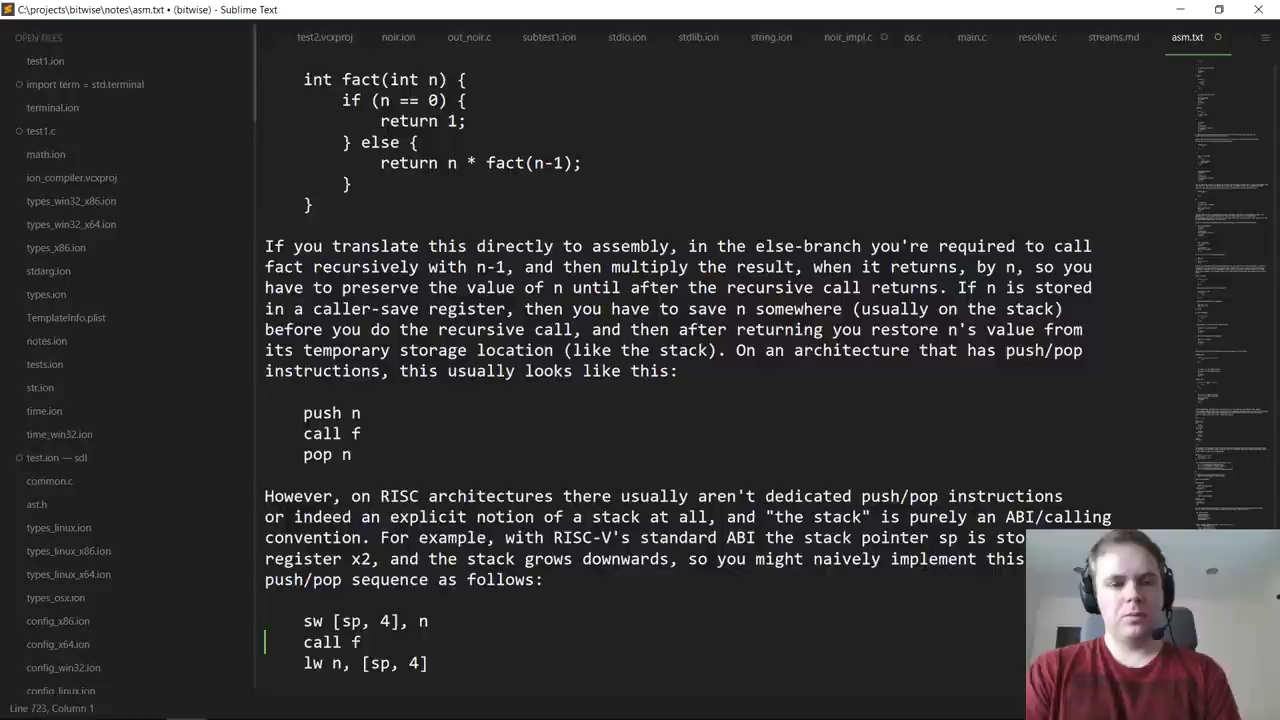 C:\projects\bitwise\notes\asm.txt • (bitwise) - Sublime Text
OPEN FILES
test1.ion
import term = std.terminal
terminal.ion
test1.c
math.ion
ion_compiler.vcxproj
types_win32_x86.ion
types_win32_x64.ion
types_x86.ion
stdarg.ion
types.ion
TemplateInfo.plist
notes.ion
tests.ion
str.ion
time.ion
time_win32.ion
test.ion — sdl
common.c
ast.h
types_linux.ion
types_linux_x86.ion
types_linux_x64.ion
types_osx.ion
config_x86.ion
config_x64.ion
config_win32.ion
config_linux.ion
test2.vcxproj noir.ion out_noir.c subtest1.ion stdio.ion stdlib.ion string.ion noir_impl.c os.c main.c resolve.c streams.md asm.txt
int fact(int n) {
if (n == 0) {
return 1;
} else {
return n * fact(n-1);
}
}
If you translate this directly to assembly, in the else-branch you're required to call
fact recursively with n-1, and then multiply the result, when it returns, by n, so you
have to preserve the value of n until after the recursive call returns. If n is stored
in a caller-save register, then you have to save n somewhere (usually on the stack)
before you do the recursive call, and then after returning you restore n's value from
its temporary storage location (like the stack). On an architecture that has push/pop
instructions, this usually looks like this:
push n
call f
pop n
However, on RISC architectures there usually aren't dedicated push/pop instructions
or indeed an explicit notion of a stack at all, and "the stack" is purely an ABI/calling
convention. For example, with RISC-V's standard ABI the stack pointer sp is sto
register x2, and the stack grows downwards, so you might naively implement this
push/pop sequence as follows:
sw [sp, 4], n
call f
lw n, [sp, 4]
Line 723, Column 1